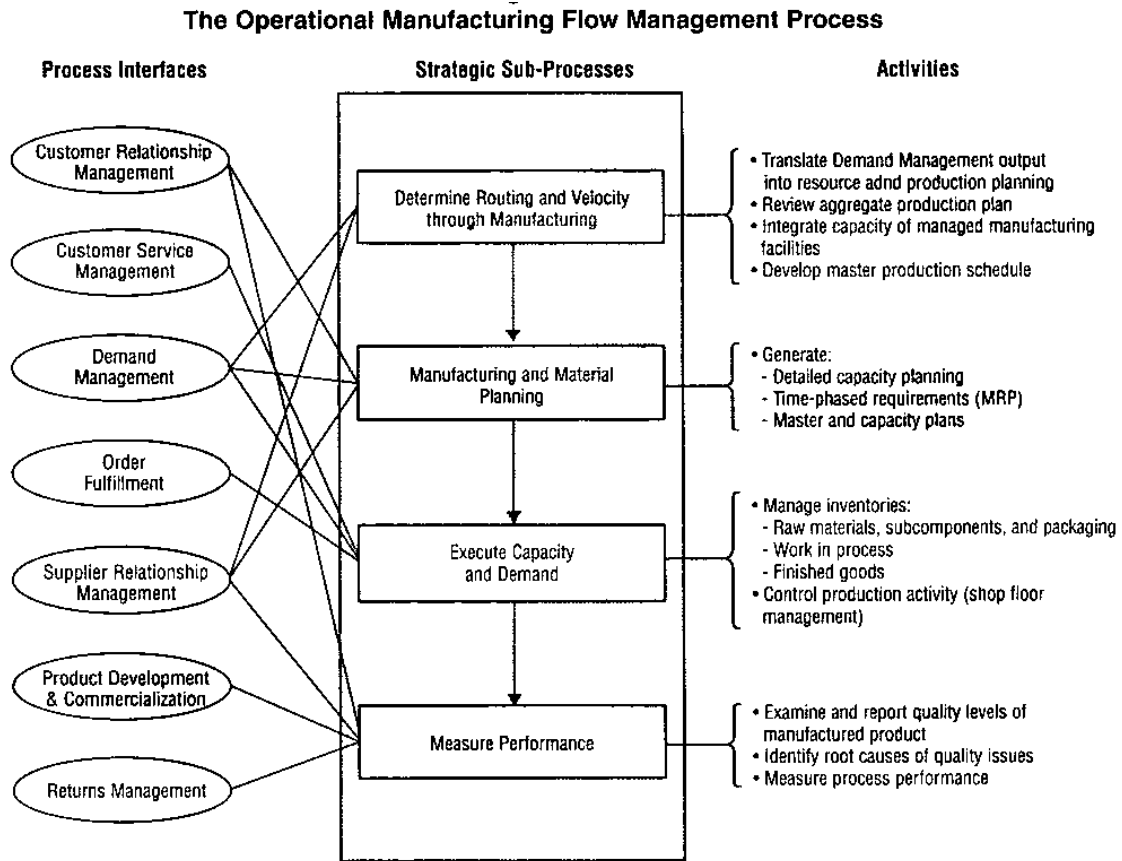 The Operational Manufacturing Flow Management Process
Process Interfaces
Strategic Sub-Processes
Activities
Customer Relationship
Management
Customer Service
Management
Demand
Management
Order
Fulfillment
Supplier Relationship
Management
Product Development
& Commercialization
Returns Management
Determine Routing and Velocity
through Manufacturing
Manufacturing and Material
Planning
Execute Capacity
and Demand
Measure Performance
• Translate Demand Management output
into resource adnd production planning
• Review aggregate production plan
• Integrate capacity of managed manufacturing
facilities
• Develop master production schedule
• Generate:
- Detailed capacity planning
- Time-phased requirements (MRP)
- Master and capacity plans
• Manage inventories:
- Raw materials, subcomponents, and packaging
- Work in process
- Finished goods
• Control production activity (shop floor
management)
• Examine and report quality levels of
manufactured product
• Identify root causes of quality issues
• Measure process performance